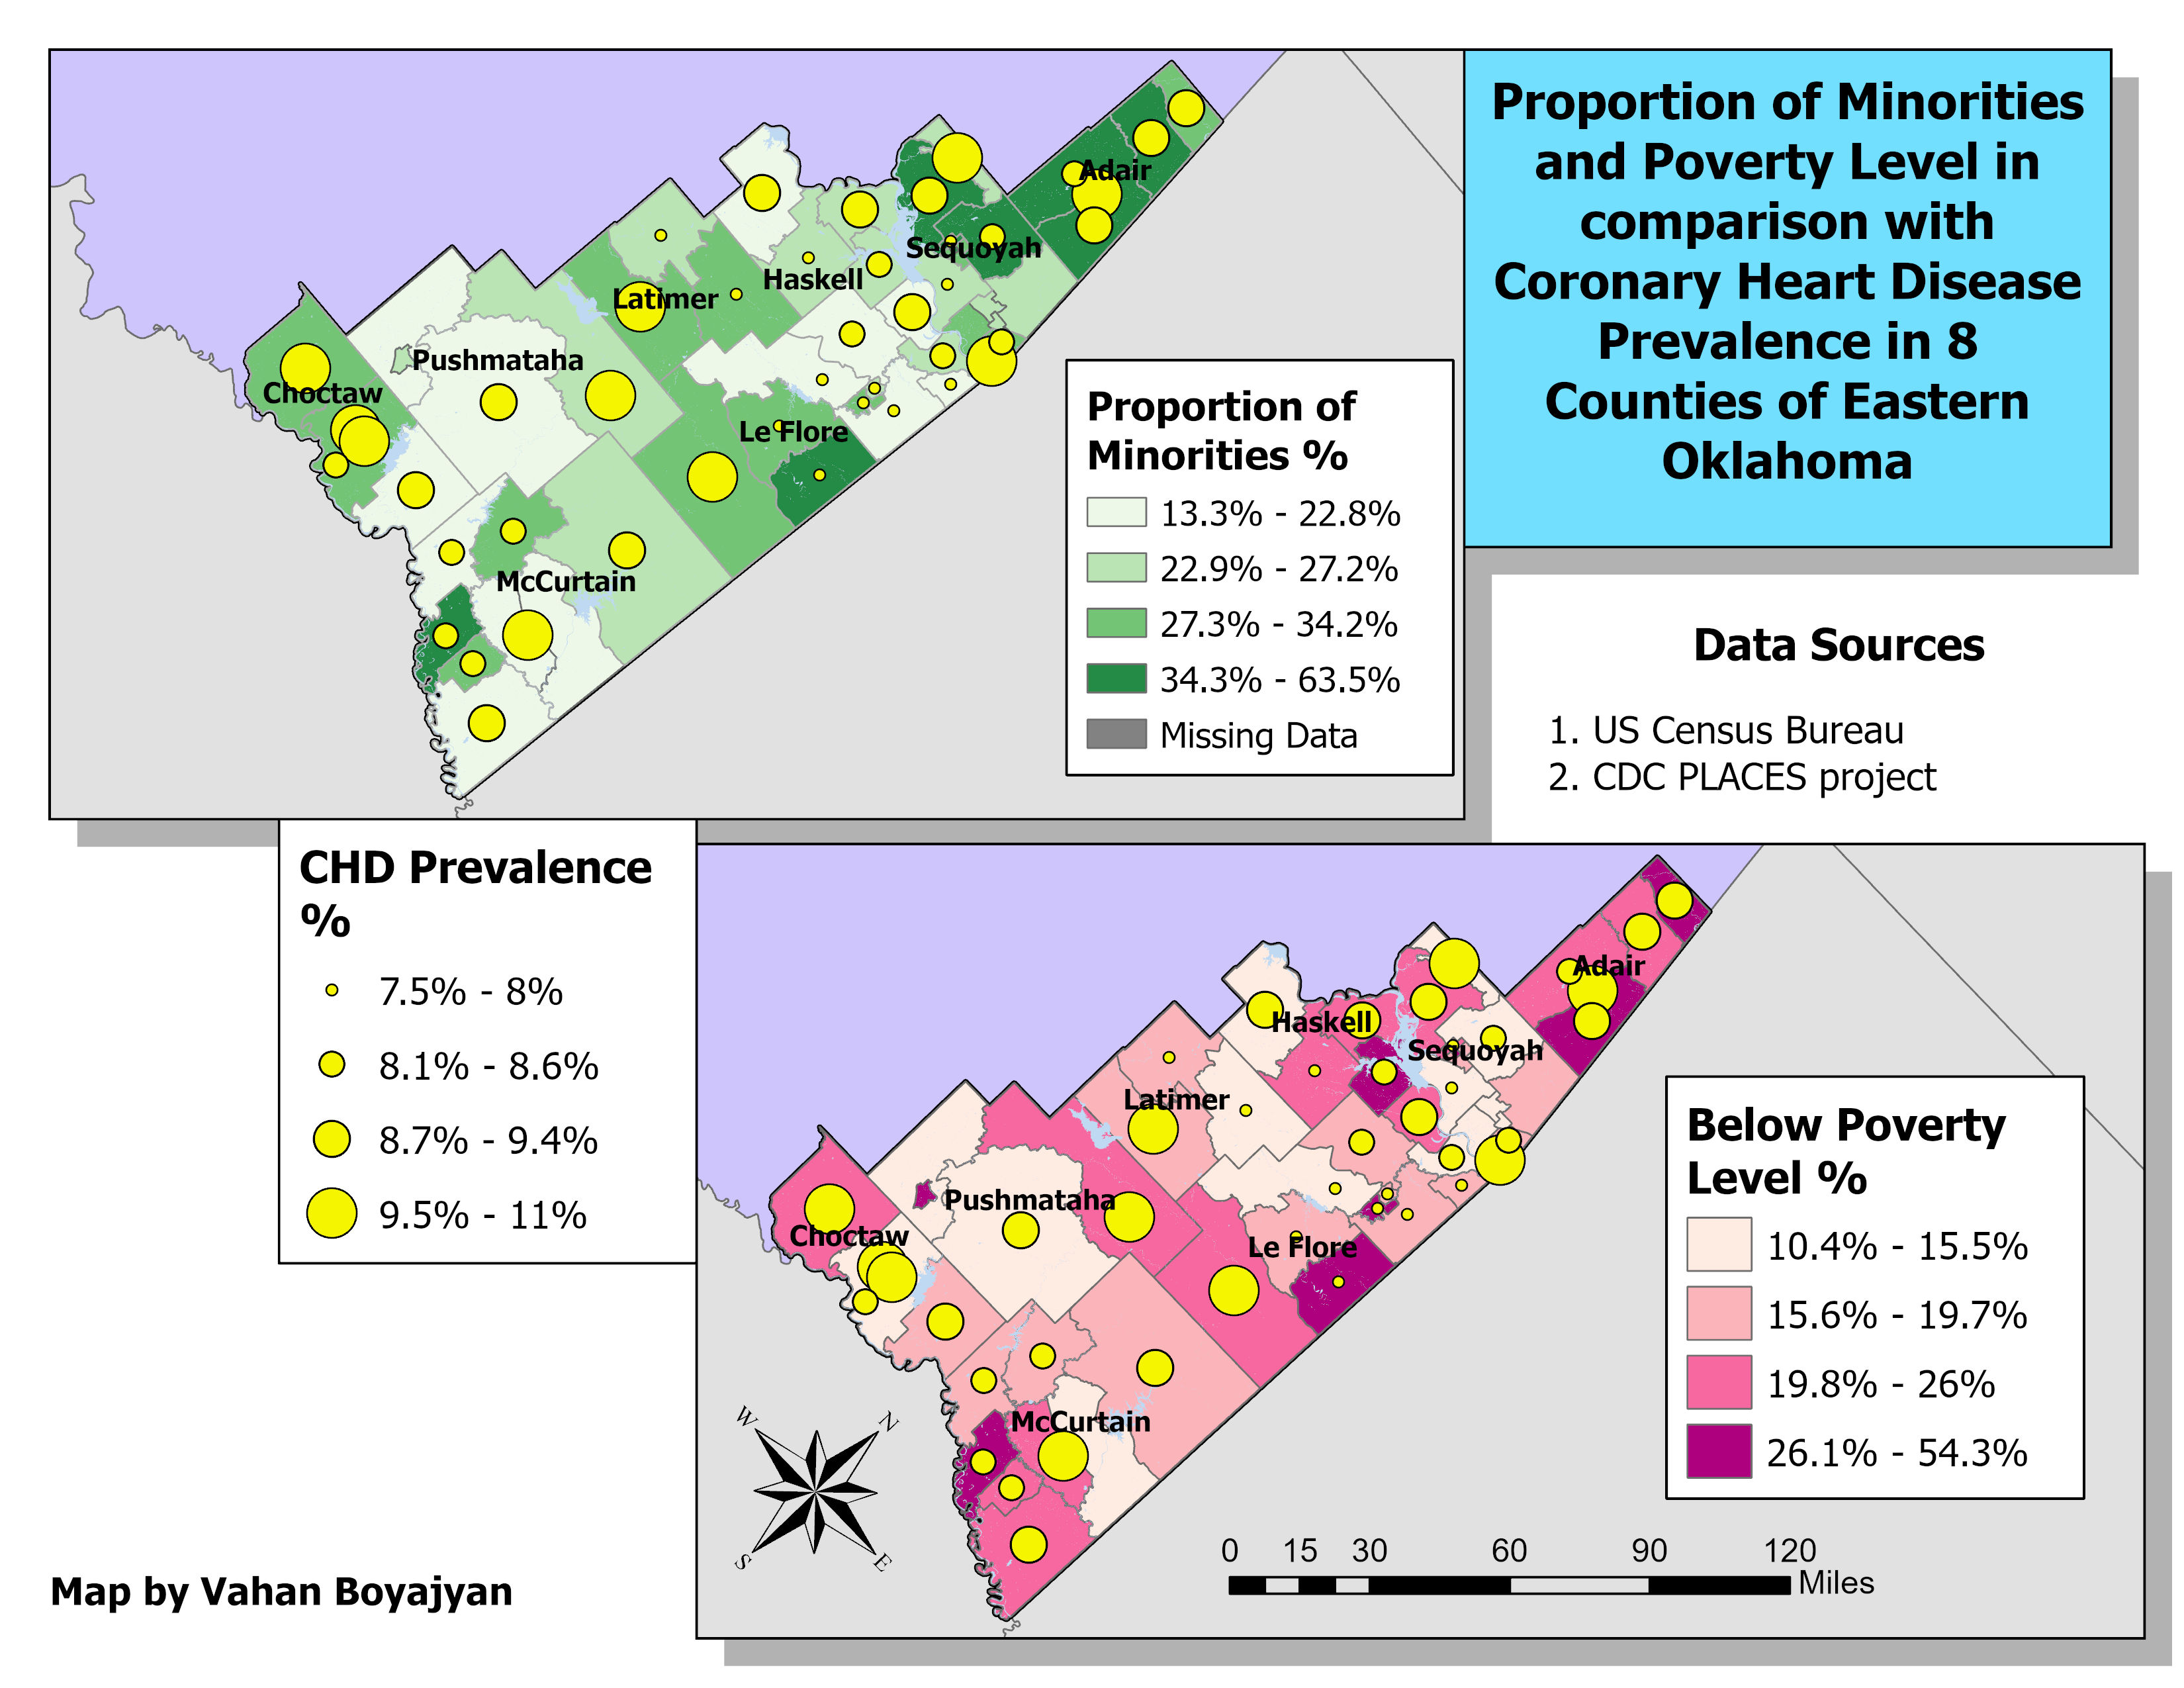 Proportion of Minorities
and Poverty Level in
comparison with
Coronary Heart Disease
Prevalence in 8
Counties of Eastern
Oklahoma
Adair
Sequoyah
Haskell
Latimer
Pushmataha
Choctaw
Le Flore
McCurtain
Proportion of
Minorities %
13.3% - 22.8%
22.9% - 27.2%
27.3% - 34.2%
34.3% - 63.5%
Missing Data
Data Sources
1. US Census Bureau
2. CDC PLACES project
CHD Prevalence
%
7.5% - 8%
8.1% - 8.6%
8.7% - 9.4%
9.5% - 11%
Adair
Haskell
Sequoyah
Latimer
Pushmataha
Choctaw
Le Flore
McCurtain
Below Poverty
Level %
10.4% - 15.5%
15.6% - 19.7%
19.8% - 26%
26.1% - 54.3%
W N
S E
0 15 30 60 90 120
Miles
Map by Vahan Boyajyan